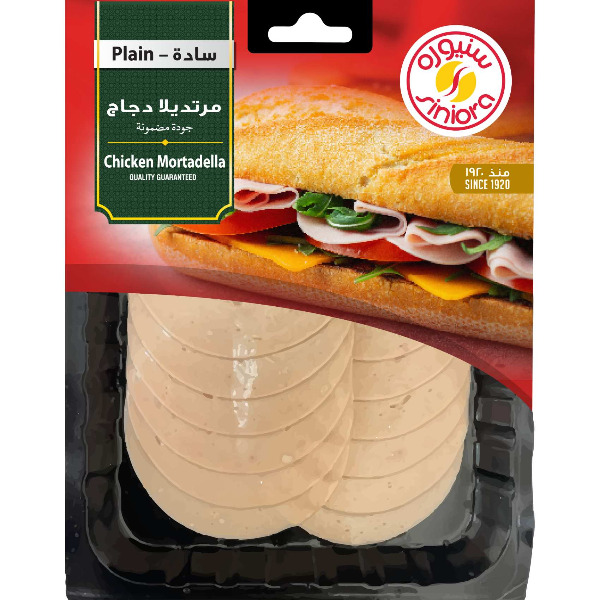 Plain – سادة
مرتديلا دجاج
جودة مضمونة
Chicken Mortadella
QUALITY GUARANTEED
سنيورة
siniora
منذ ١٩٢٠
SINCE 1920